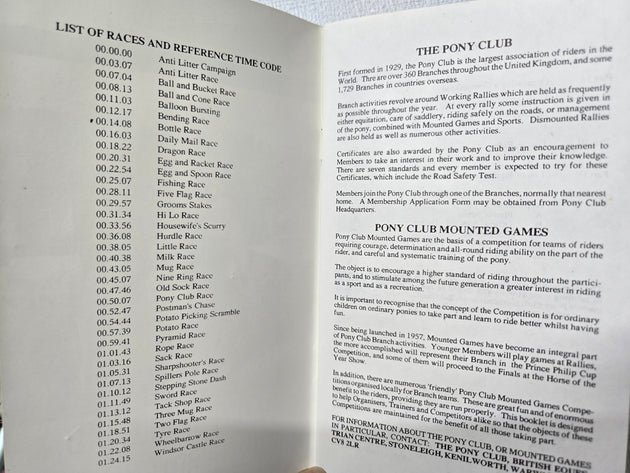 LIST OF RACES AND REFERENCE TIME CODE
00.00.00 Anti Litter Campaign
00.03.07 Anti Litter Race
00.07.04 Ball and Bucket Race
00.08.13 Ball and Cone Race
00.11.03 Balloon Bursting
00.12.17 Bending Race
00.14.08 Bottle Race
00.16.03 Daily Mail Race
00.18.22 Dragon Race
00.20.31 Egg and Racket Race
00.22.54 Egg and Spoon Race
00.25.07 Fishing Race
00.28.11 Five Flag Race
00.29.57 Grooms Stakes
00.31.34 Hi Lo Race
00.33.56 Housewife's Scurry
00.36.08 Hurdle Race
00.38.05 Little Race
00.40.38 Milk Race
00.43.05 Mug Race
00.45.07 Nine Ring Race
00.47.46 Old Sock Race
00.50.07 Pony Club Race
00.52.47 Postman's Chase
00.54.44 Potato Picking Scramble
00.57.39 Potato Race
00.59.41 Pyramid Race
01.01.43 Rope Race
01.03.16 Sack Race
01.05.31 Sharpshooter's Race
01.07.13 Spillers Pole Race
01.10.12 Stepping Stone Dash
01.11.49 Sword Race
01.13.12 Tack Shop Race
01.15.48 Three Mug Race
01.18.51 Two Flag Race
01.20.34 Tyre Race
01.22.08 Wheelbarrow Race
01.24.15 Windsor Castle Race
THE PONY CLUB
First formed in 1929, the Pony Club is the largest association of riders in the
World. Thre are over 360 Branches throughout the United Kingdom, and some
1,729 Branches in countries overseas.
Branch activities revolve around Working Rallies which are held as frequently
as possible throughout the year. At every rally some instruction is given in
either equitation, care of saddlery, riding safely on the roads, or management
of the pony, combined with Mounted Games and Sports. Dismounted Rallies
are also held as well as numerous other activities.
Certificates are also awarded by the Pony Club as an encouragement to
Members to take an interest in their work and to improve their knowledge.
There are seven standards and every member is expected to try for these
Certificates, which include the Road Safety Test.
Members join the Pony Club through one of the Branches, normally that nearest
home. A Membership Application Form may be obtained from Pony Club
Headquarters.
PONY CLUB MOUNTED GAMES
Pony Club Mounted Games are the basis of a competition for teams of riders
requiring courage, determination and all-round riding ability on the part of the
rider, and careful and systematic training of the pony.
The object is to encourage a higher standard of riding throughout the partici-
pants, and to stimulate among the future generation a greater interest in riding
as a sport and as a recreation.
It is important to recognise that the concept of the Competition is for ordinary
children on ordinary ponies to take part and learn to ride better whilst having
fun.
Since being launched in 1957, Mounted Games have become an integral part
of Pony Club Branch activities. Younger Members will play games at Rallies,
the more accomplished will represent their Branch in the Prince Philip Cup
Competition, and some of them will proceed to the Finals at the Horse of the
Year Show.
In addition, there are numerous 'friendly' Pony Club Mounted Games Compe-
titions organised locally for Branch teams. These are great fun and of enormous
benefit to the riders, providing they are run properly. This booklet is designed
to help Organisers, Trainers and Competitors alike so that the objects of these
Competitions are maintained for the benefit of all those taking part.
FOR INFORMATION ABOUT THE PONY CLUB, OR MOUNTED GAMES
IN PARTICULAR, CONTACT: THE PONY CLUB, BRITISH EQUES-
TRIAN CENTRE, STONELEIGH, KENILWORTH,
CV8 2LR